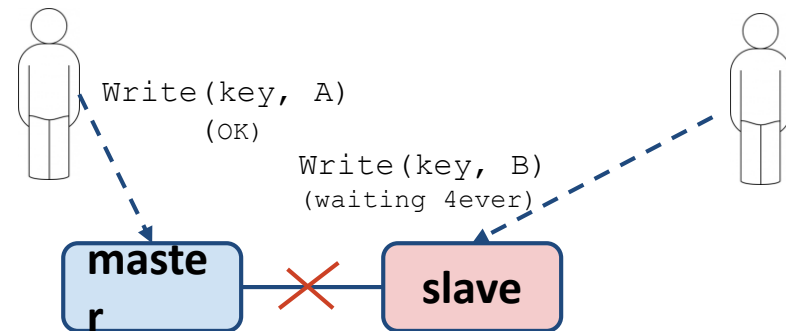 Write(key, A)
(OK)
Write(key, B)
(waiting 4ever)
maste
r
slave